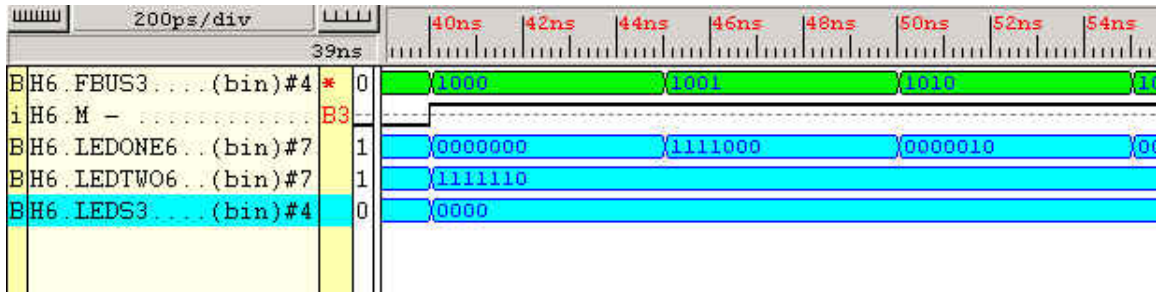 200ps/div 40ns 42ns 44ns 46ns 48ns 50ns 52ns 54ns
39ns
B H6.FBUS3....(bin)#4 * 0 1000 1001 1010 10
i H6.M - ............. B3
B H6.LEDONE6..(bin)#7 1 0000000 1111000 0000010 00
B H6.LEDTWO6..(bin)#7 1 1111110
B H6.LEDS3....(bin)#4 0 0000